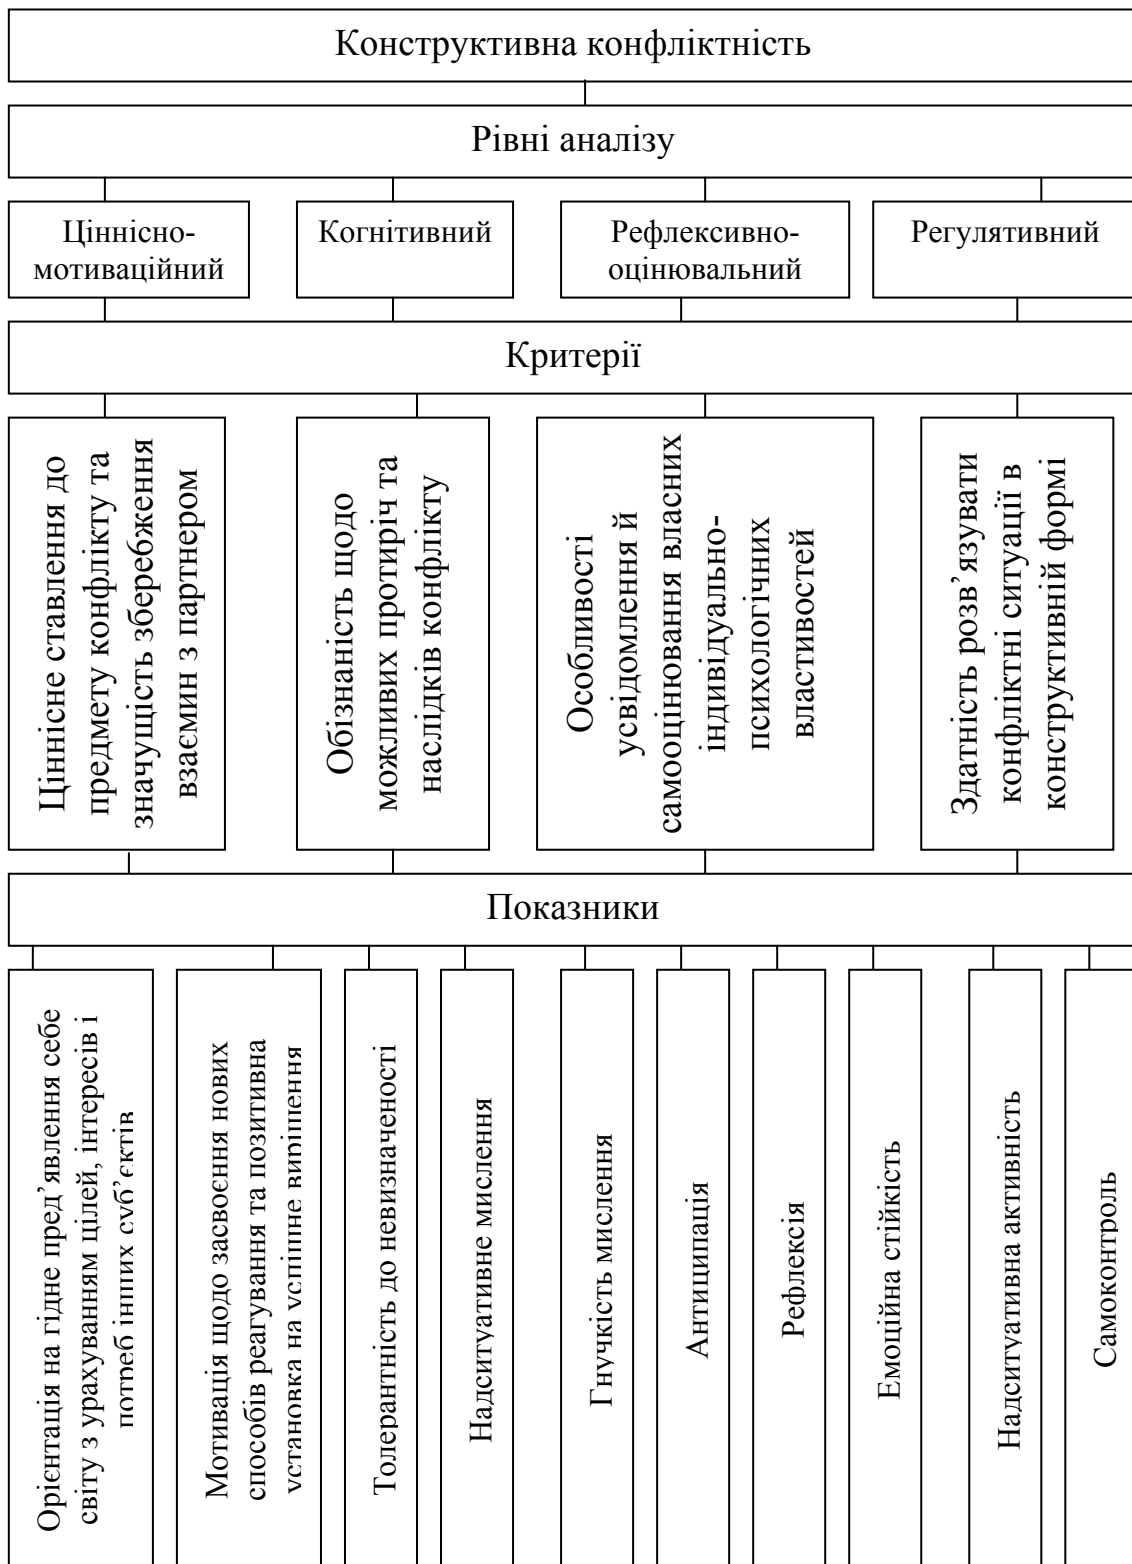 Конструктивна конфліктність
Рівні аналізу
Ціннісно-
мотиваційний
Когнітивний
Рефлексивно-
оцінювальний
Регулятивний
Критерії
Ціннісне ставлення до
предмету конфлікту та
значущість зберебження
взаємин з партнером
Обізнаність щодо
можливих протиріч та
наслідків конфлікту
Особливості
усвідомлення й
самооцінювання власних
індивідуально-
психологічних
властивостей
Здатність розв’язувати
конфліктні ситуації в
конструктивній формі
Показники
Орієнтація на гідне пред’явлення себе
світу з урахуванням цілей, інтересів і
потреб інших суб’єктів
Мотивація щодо засвоєння нових
способів реагування та позитивна
установка на успішне вирішення
Толерантність до невизначеності
Надситуативне мислення
Гнучкість мислення
Антиципація
Рефлексія
Емоційна стійкість
Надситуативна активність
Самоконтроль